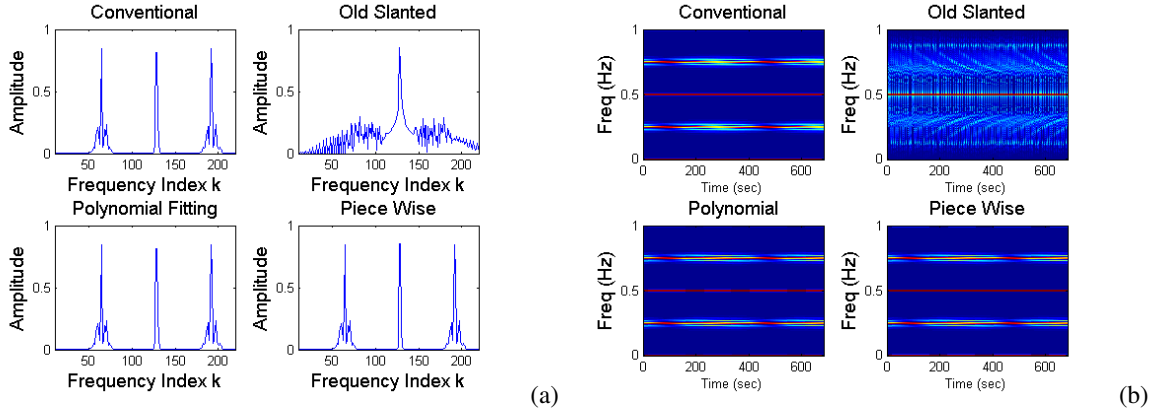 Conventional
Old Slanted
Amplitude
1
0.5
0
50 100 150 200
Frequency Index k
Amplitude
1
0.5
0
50 100 150 200
Frequency Index k
Polynomial Fitting
Piece Wise
Amplitude
1
0.5
0
50 100 150 200
Frequency Index k
Amplitude
1
0.5
0
50 100 150 200
Frequency Index k
(a)
Conventional
Old Slanted
Freq (Hz)
1
0.5
0
0 200 400 600
Time (sec)
Freq (Hz)
1
0.5
0
0 200 400 600
Time (sec)
Polynomial
Piece Wise
Freq (Hz)
1
0.5
0
0 200 400 600
Time (sec)
Freq (Hz)
1
0.5
0
0 200 400 600
Time (sec)
(b)